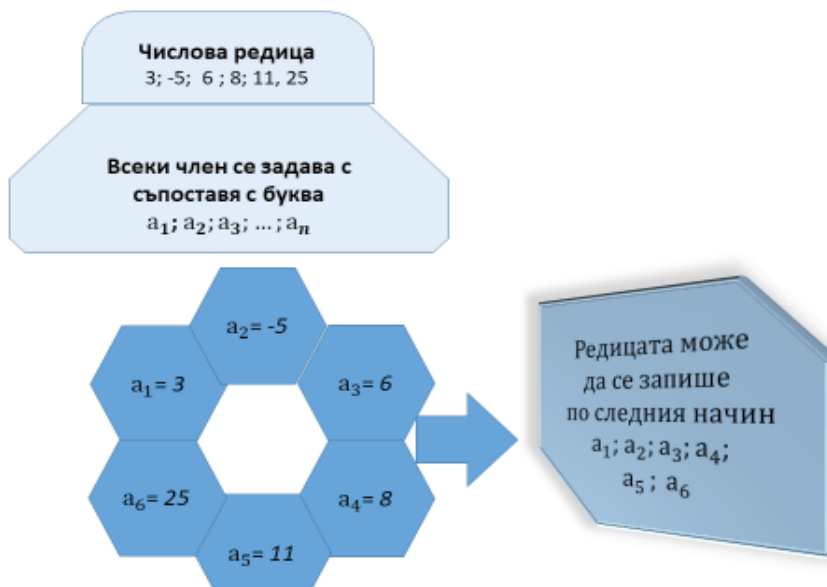 Числова редица
3; -5; 6 ; 8; 11, 25
Всеки член се задава с
съпоставя с буква
a₁; a₂; a₃; ... ; aₙ
a₂= -5
a₁= 3
a₃= 6
a₆= 25
a₄= 8
a₅= 11
Редицата може
да се запише
по следния начин
a₁; a₂; a₃; a₄;
a₅ ; a₆